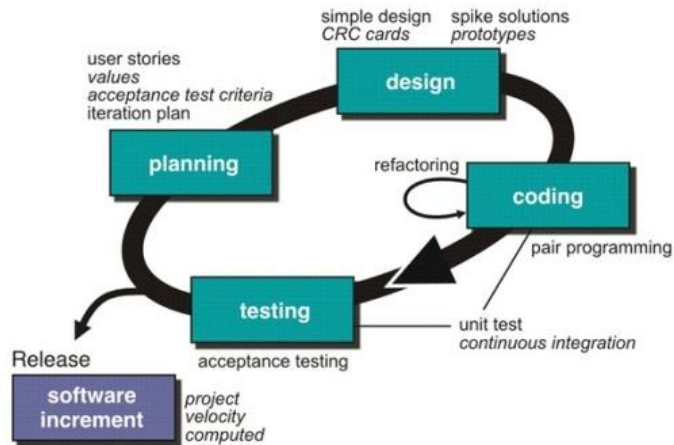 simple design
CRC cards
spike solutions
prototypes
user stories
values
acceptance test criteria
iteration plan
design
planning
refactoring
coding
pair programming
testing
unit test
continuous integration
acceptance testing
Release
software
increment
project
velocity
computed